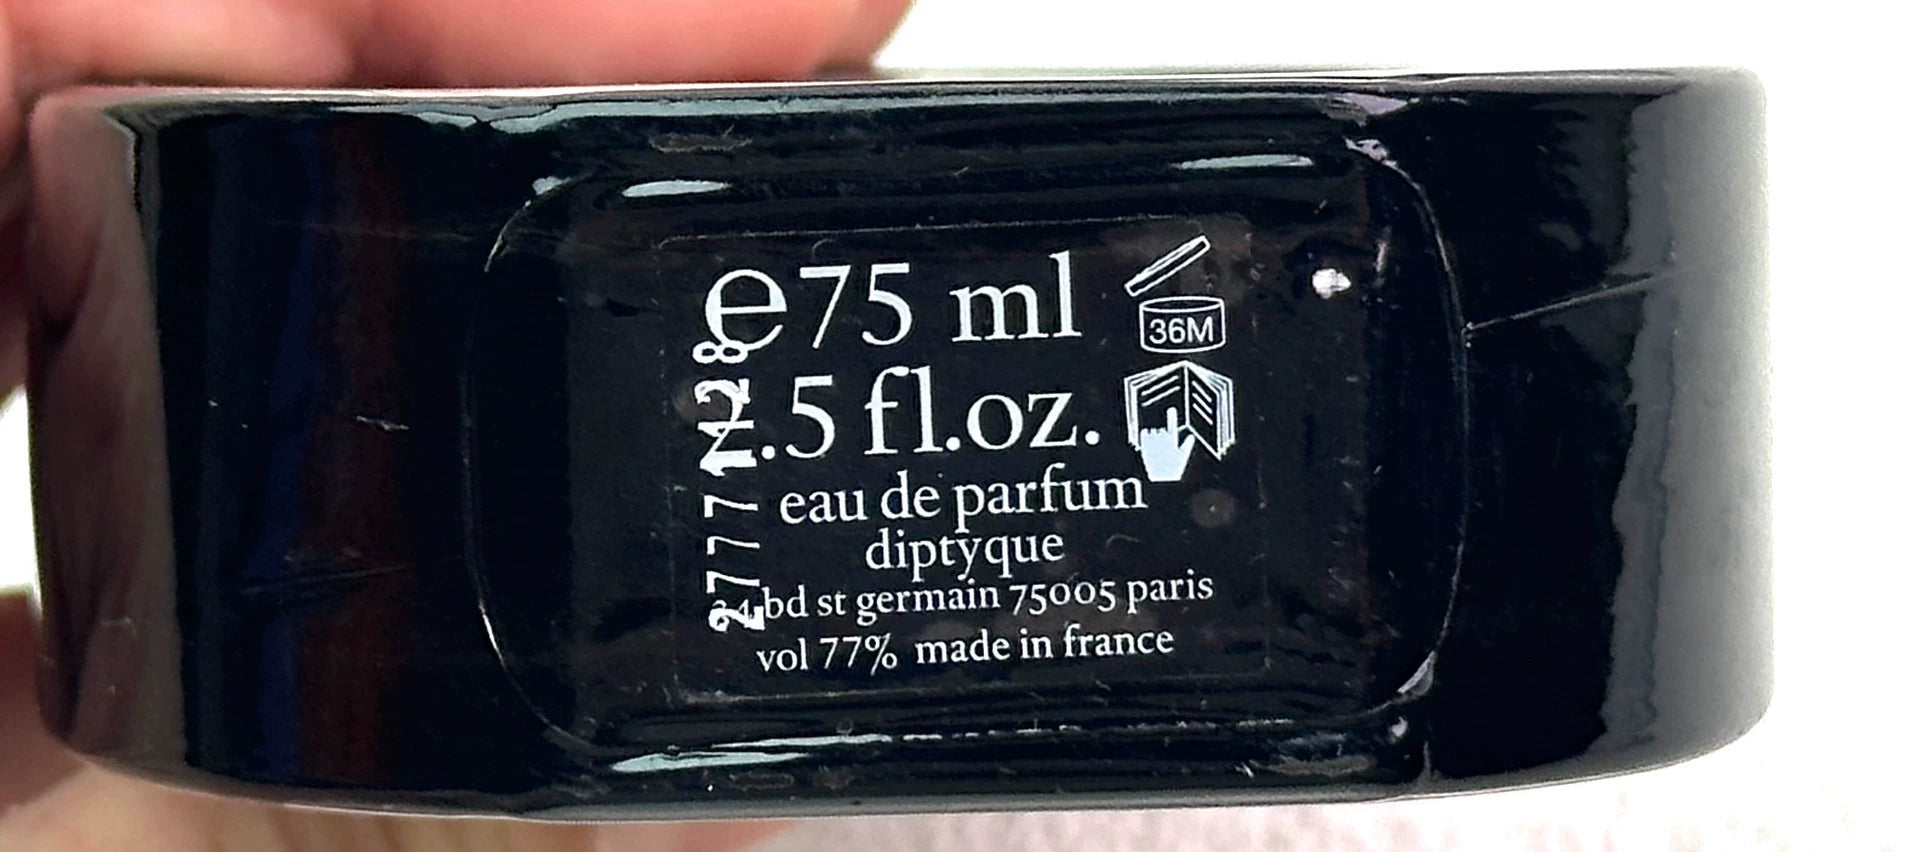 e 75 ml
36M
2.5 fl.oz.
eau de parfum
diptyque
34 bd st germain 75005 paris
vol 77% made in france